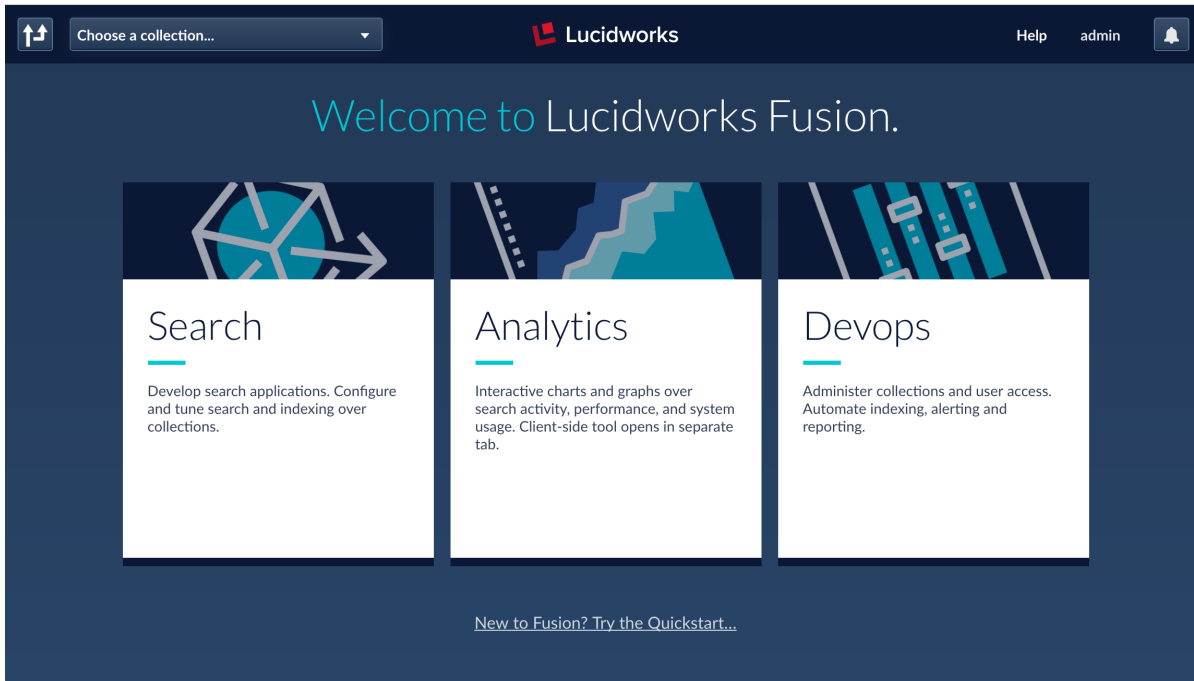 Choose a collection...
Lucidworks
Help
admin
Welcome to Lucidworks Fusion.
Search
Develop search applications. Configure
and tune search and indexing over
collections.
Analytics
Interactive charts and graphs over
search activity, performance, and system
usage. Client-side tool opens in separate
tab.
Devops
Administer collections and user access.
Automate indexing, alerting and
reporting.
New to Fusion? Try the Quickstart...